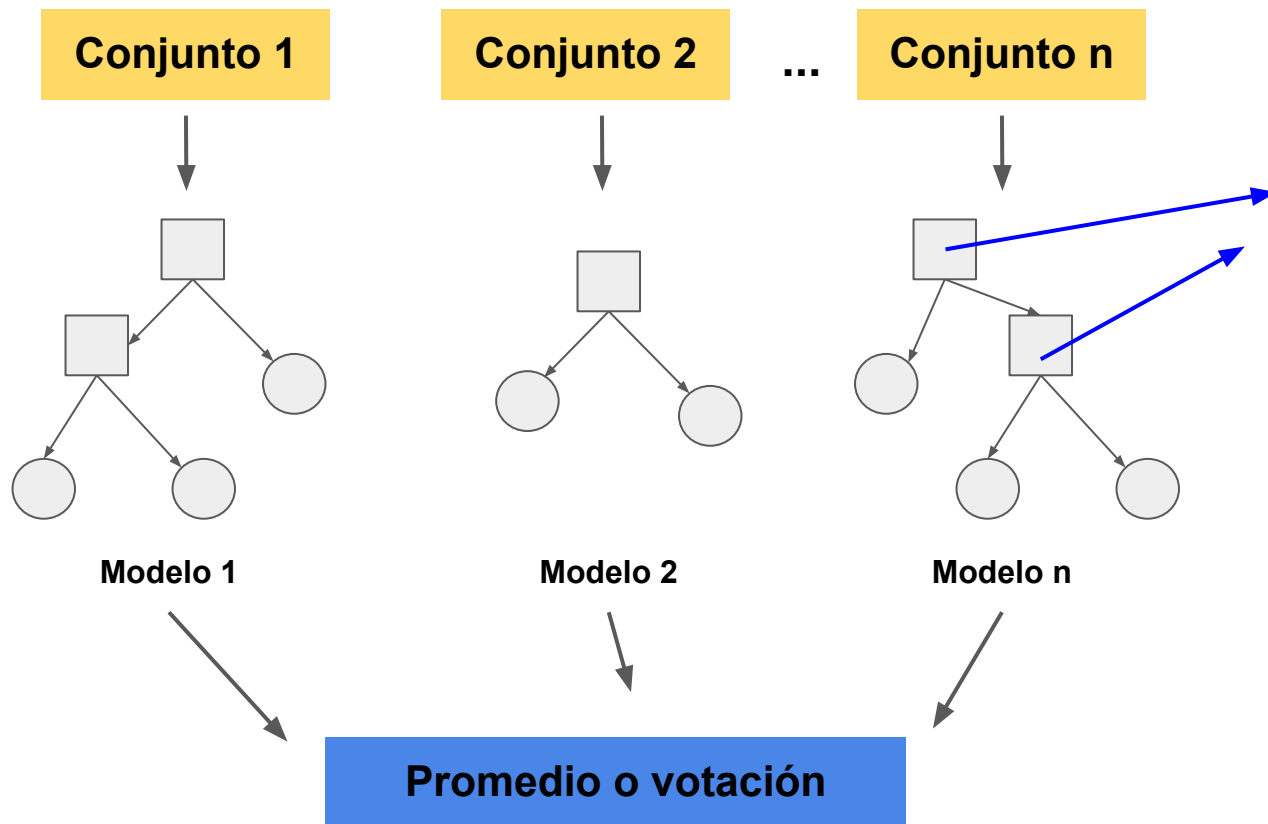 Conjunto 1
Conjunto 2
...
Conjunto n
Modelo 1
Modelo 2
Modelo n
Promedio o votación